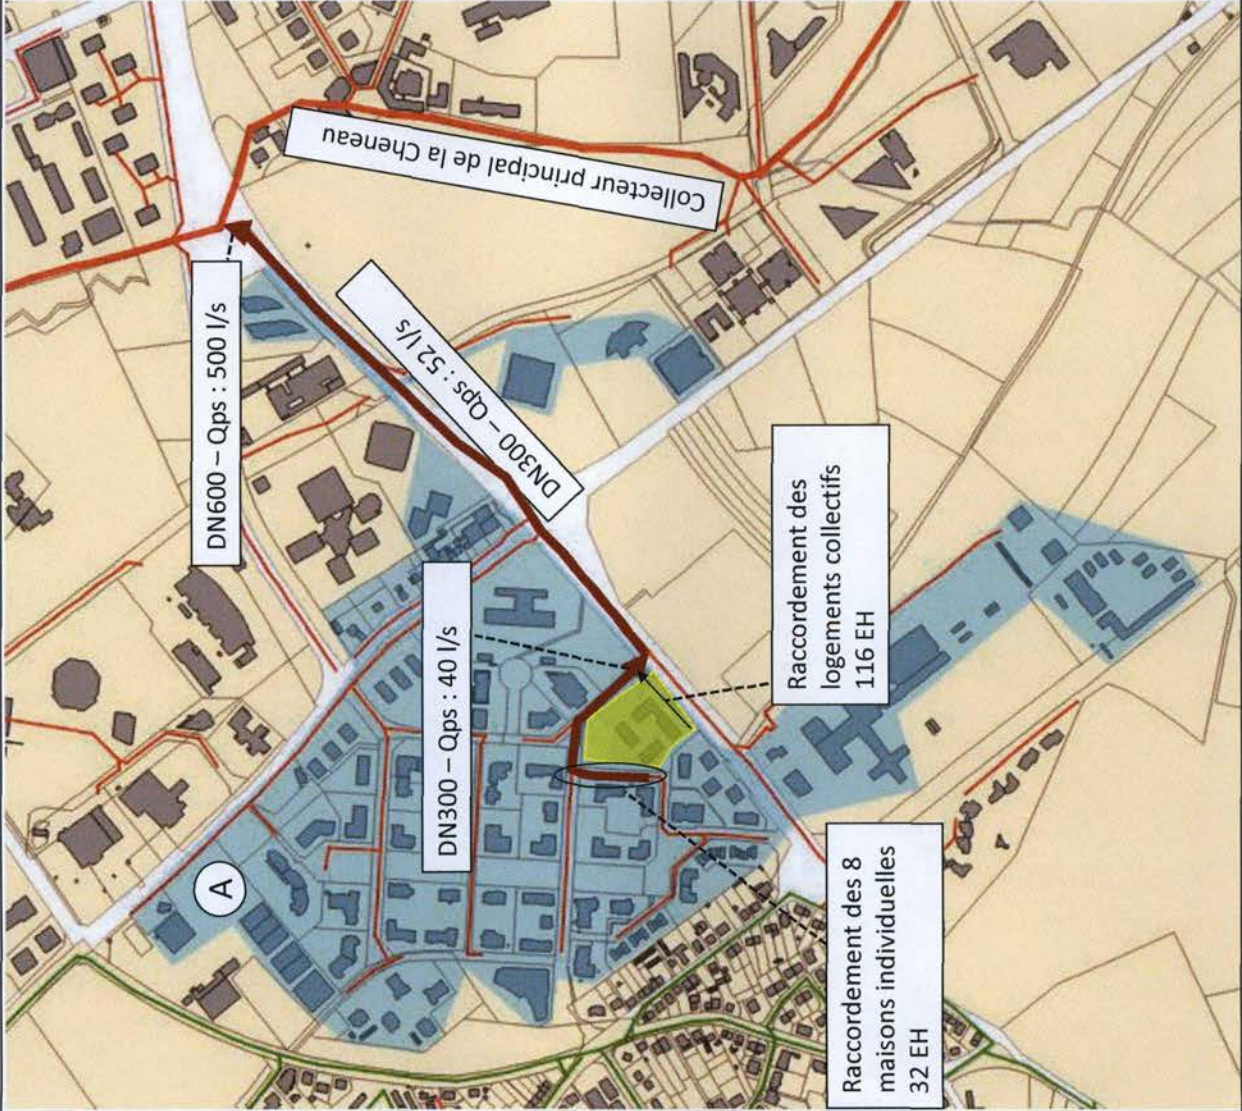 Collecteur principal de la Cheneau
DN600 – Qps : 500 l/s
DN300 – Qps : 52 l/s
DN300 – Qps : 40 l/s
Raccordement des
logements collectifs
116 EH
A
Raccordement des 8
maisons individuelles
32 EH